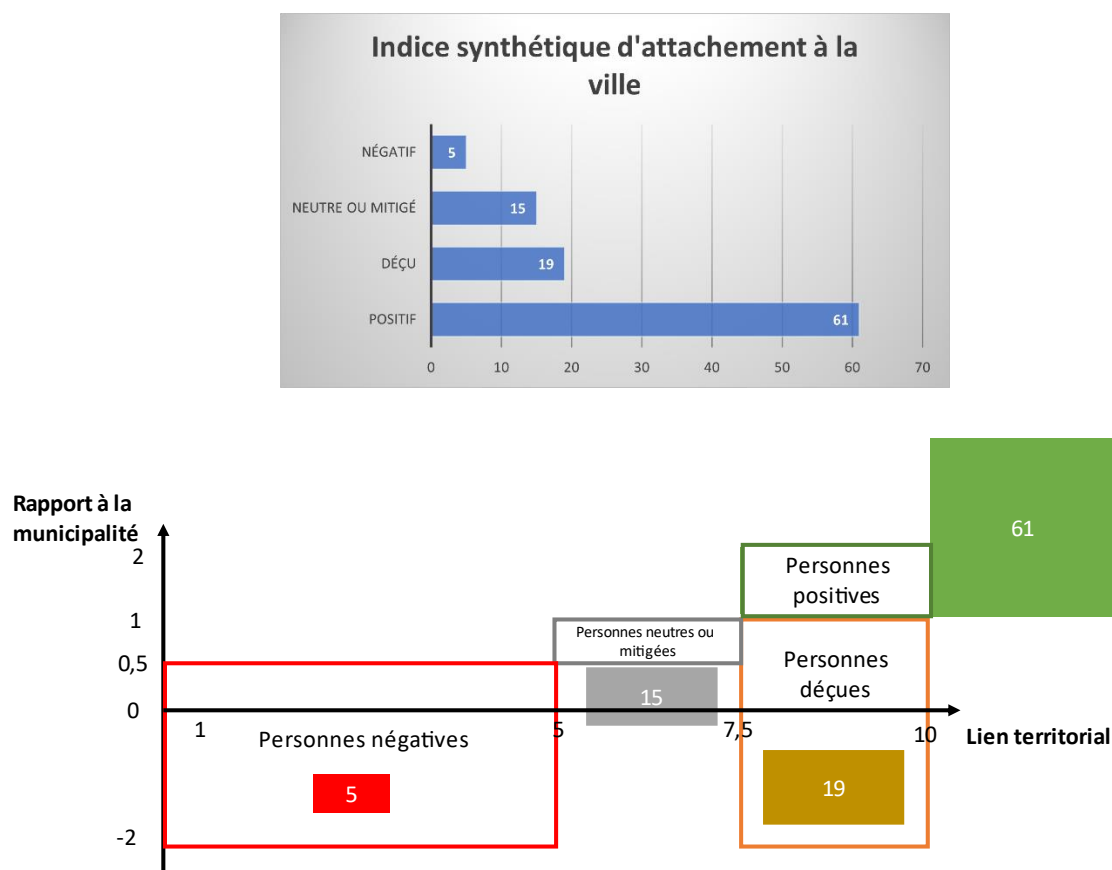 Indice synthétique d'attachement à la
ville
NÉGATIF
5
NEUTRE OU MITIGÉ
15
DÉÇU
19
POSITIF
61
0 10 20 30 40 50 60 70
Rapport à la
municipalité
61
2
Personnes
positives
1
Personnes neutres ou
mitigées
0,5
Personnes
déçues
15
0
1 5 7,5 10
Lien territorial
Personnes négatives
5
19
-2